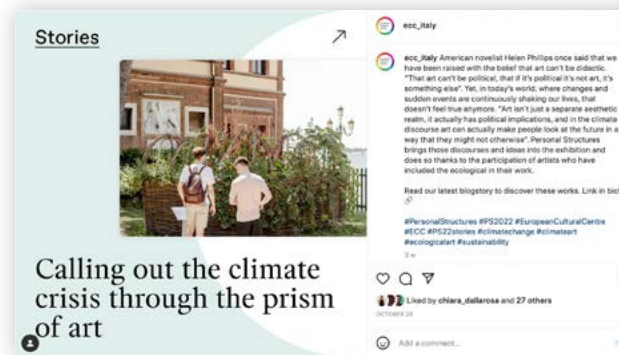 Stories
Calling out the climate
crisis through the prism
of art
ecc_italy
ecc_italy American novelist Helen Phillips once said that we
have been raised with the belief that art can't be didactic.
"That art can't be political, that if it's political it's not art, it's
something else". Yet, in today's world, where changes and
sudden events are continuously shaking our lives, that
doesn't feel true anymore. "Art isn't just a separate aesthetic
realm, it actually has political implications, and in the climate
discourse art can actually make people look at the future in a
way that they might not otherwise". Personal Structures
brings those discourses and ideas into the exhibition and
does so thanks to the participation of artists who have
included the ecological in their work.
Read our latest blogstory to discover these works. Link in bio
#PersonalStructures #PS2022 #EuropeanCulturalCentre
#ECC #PS22stories #climatechange #climateart
#ecologicalart #sustainability
Liked by chiara_dallarosa and 27 others
Add a comment...